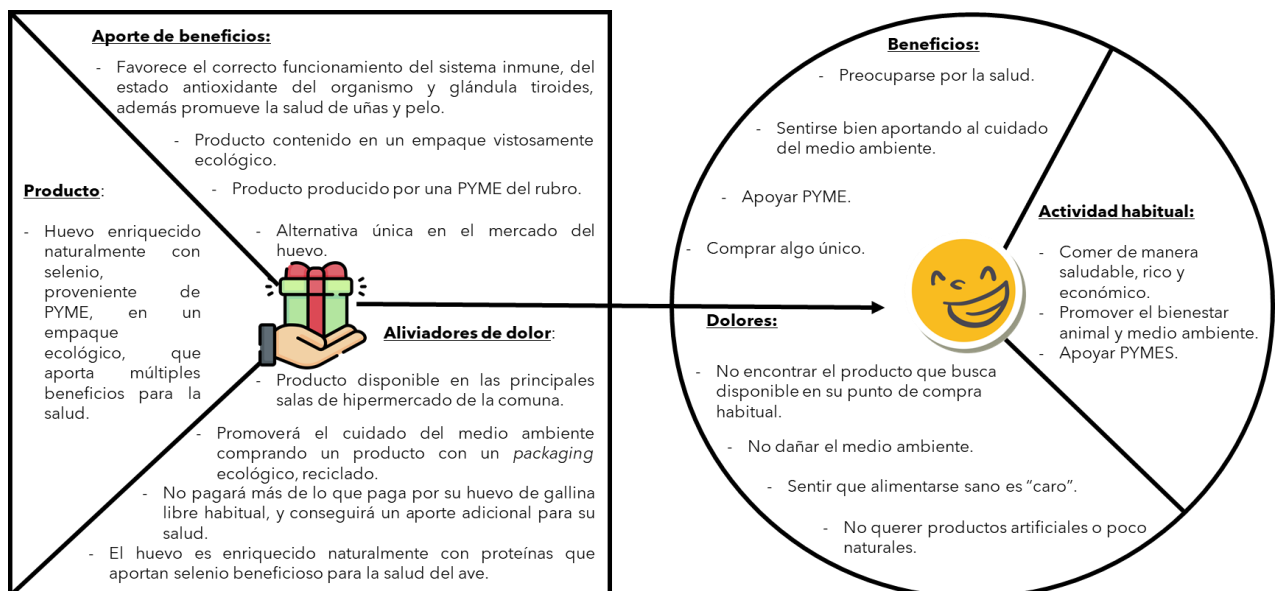 Aporte de beneficios:
- Favorece el correcto funcionamiento del sistema inmune, del
estado antioxidante del organismo y glándula tiroides,
además promueve la salud de uñas y pelo.
- Producto contenido en un empaque vistosamente
ecológico.
- Producto producido por una PYME del rubro.
- Alternativa única en el mercado del
huevo.
Producto:
- Huevo enriquecido
naturalmente con
selenio,
proveniente de
PYME, en un
empaque
ecológico, que
aporta múltiples
beneficios para la
salud.
Aliviadores de dolor:
- Producto disponible en las principales
salas de hipermercado de la comuna.
- Promoverá el cuidado del medio ambiente
comprando un producto con un packaging
ecológico, reciclado.
- No pagará más de lo que paga por su huevo de gallina
libre habitual, y conseguirá un aporte adicional para su
salud.
- El huevo es enriquecido naturalmente con proteínas que
aportan selenio beneficioso para la salud del ave.
Beneficios:
- Preocuparse por la salud.
- Sentirse bien aportando al cuidado
del medio ambiente.
- Apoyar PYME.
- Comprar algo único.
Actividad habitual:
- Comer de manera
saludable, rico y
económico.
- Promover el bienestar
animal y medio ambiente.
- Apoyar PYMES.
Dolores:
- No encontrar el producto que busca
disponible en su punto de compra
habitual.
- No dañar el medio ambiente.
- Sentir que alimentarse sano es “caro”.
- No querer productos artificiales o poco
naturales.